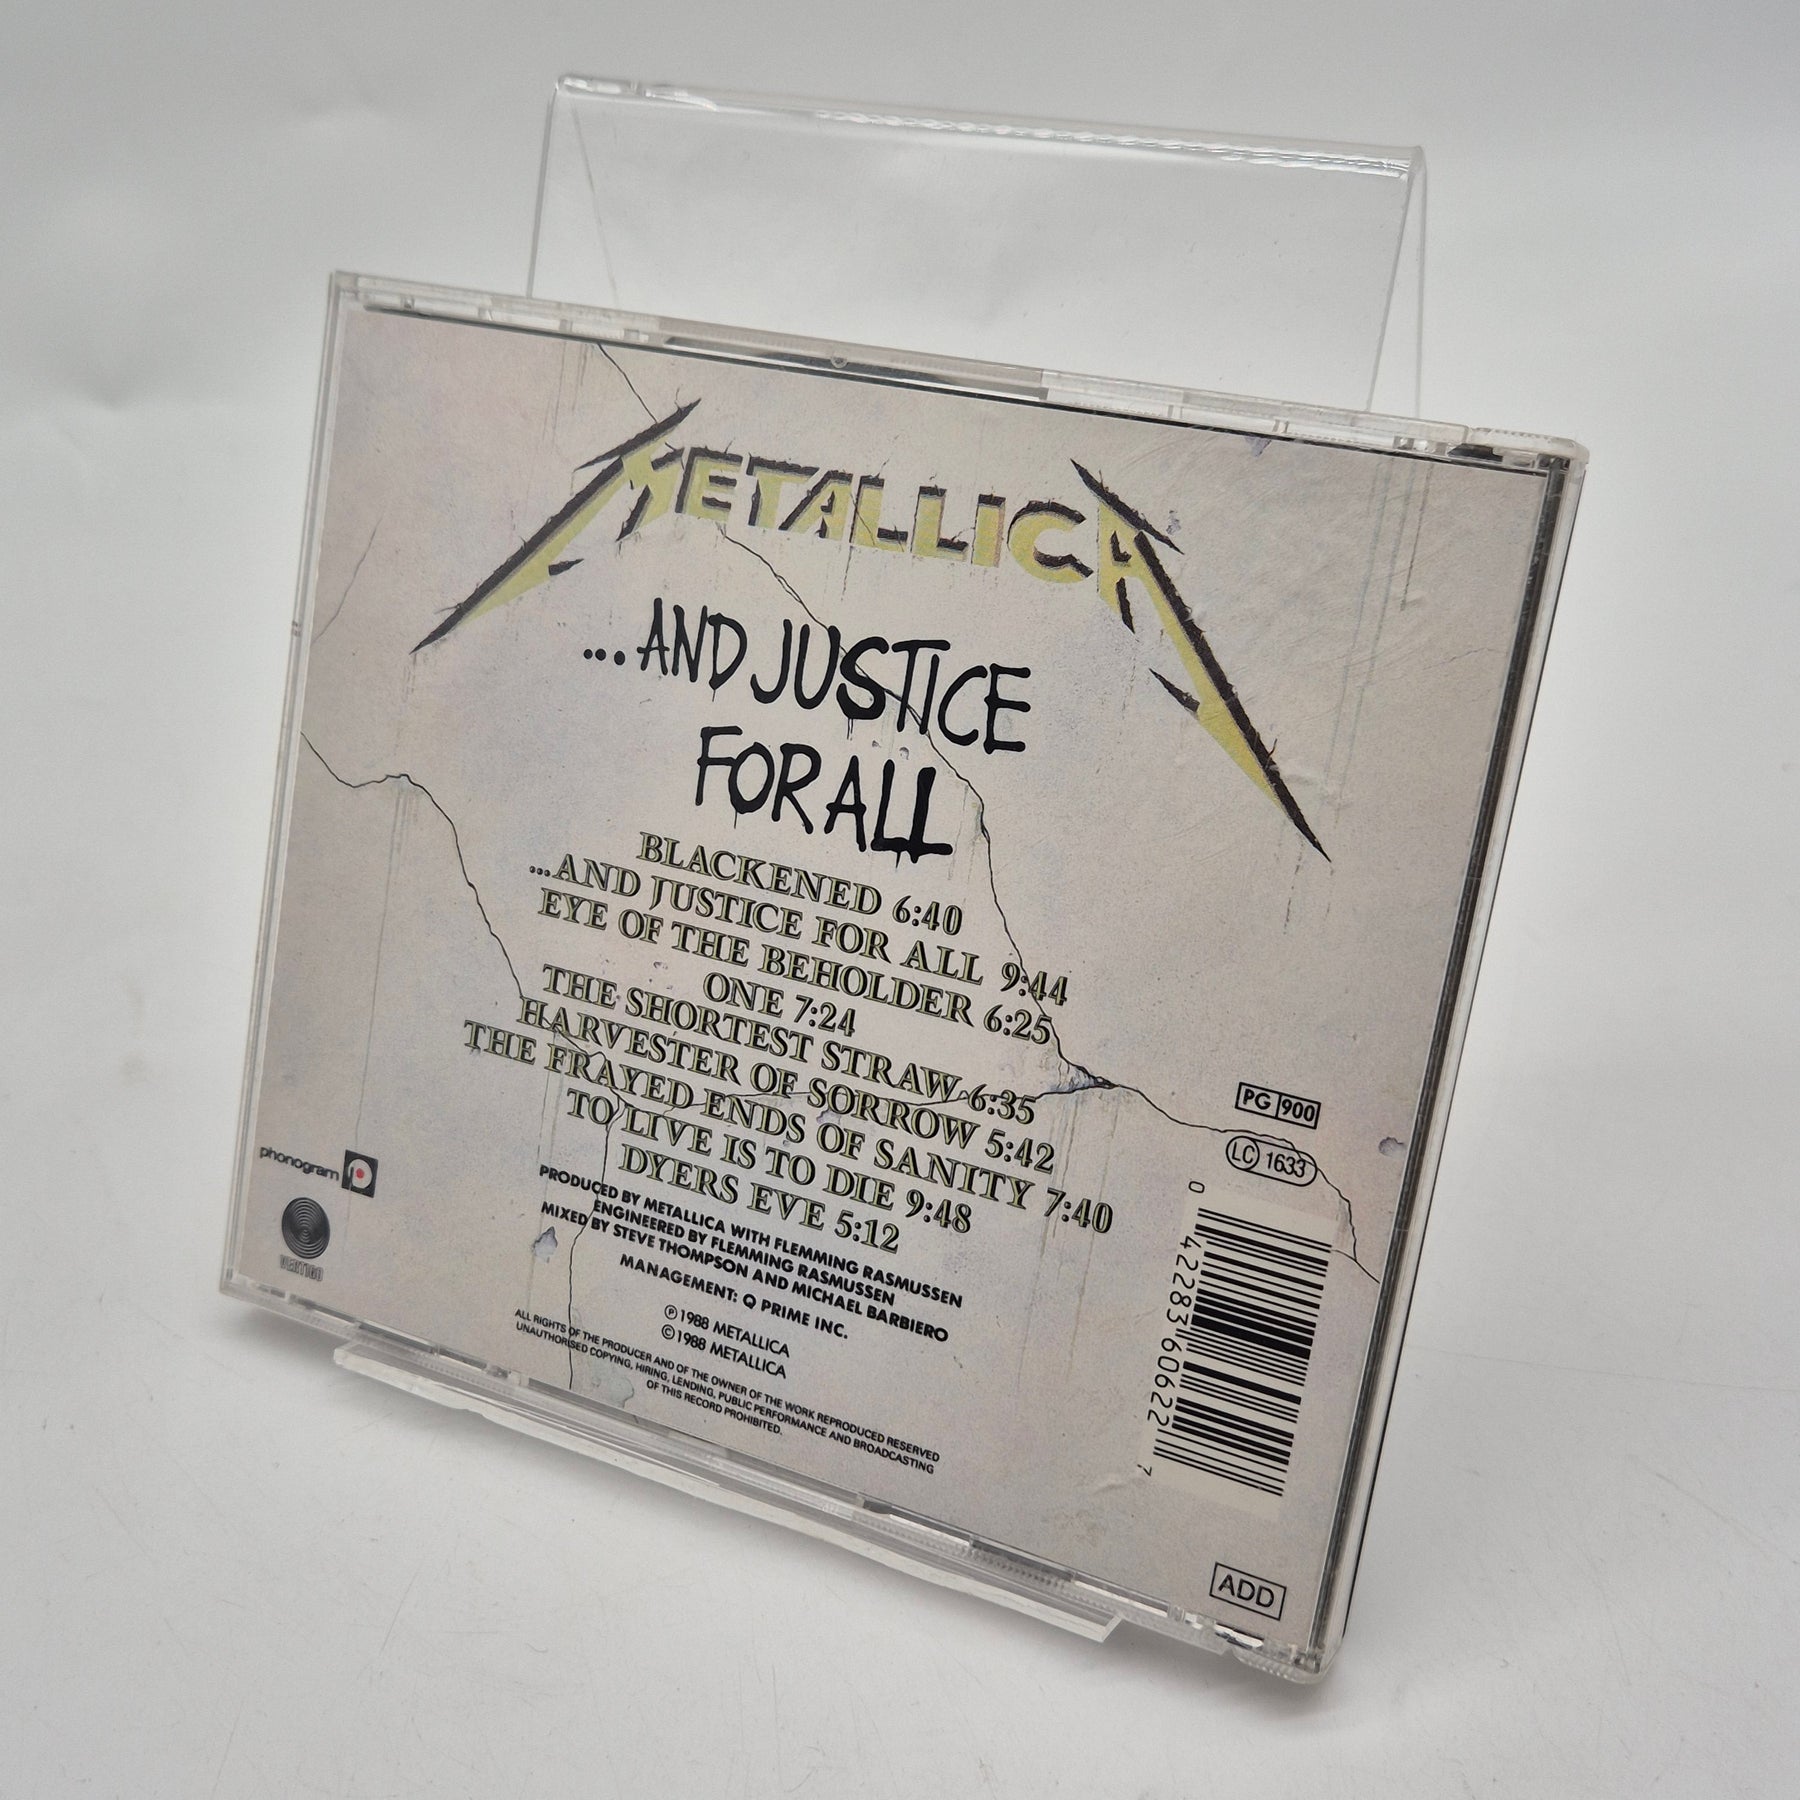 METALLICA
...AND JUSTICE
FOR ALL
BLACKENED 6:40
...AND JUSTICE FOR ALL 9:44
EYE OF THE BEHOLDER 6:25
ONE 7:24
THE SHORTEST STRAW 6:35
HARVESTER OF SORROW 5:42
THE FRAYED ENDS OF SANITY 7:40
TO LIVE IS TO DIE 9:48
DYERS EVE 5:12
PRODUCED BY METALLICA WITH FLEMMING RASMUSSEN
ENGINEERED BY FLEMMING RASMUSSEN
MIXED BY STEVE THOMPSON AND MICHAEL BARBIERO
MANAGEMENT: Q PRIME INC.
℗ 1988 METALLICA
© 1988 METALLICA
ALL RIGHTS OF THE PRODUCER AND OF THE OWNER OF THE WORK REPRODUCED RESERVED
UNAUTHORISED COPYING, HIRING, LENDING, PUBLIC PERFORMANCE AND BROADCASTING
OF THIS RECORD PROHIBITED.
phonogram
VERTIGO
PG 900
LC 1633
0 42283 60622 7
ADD